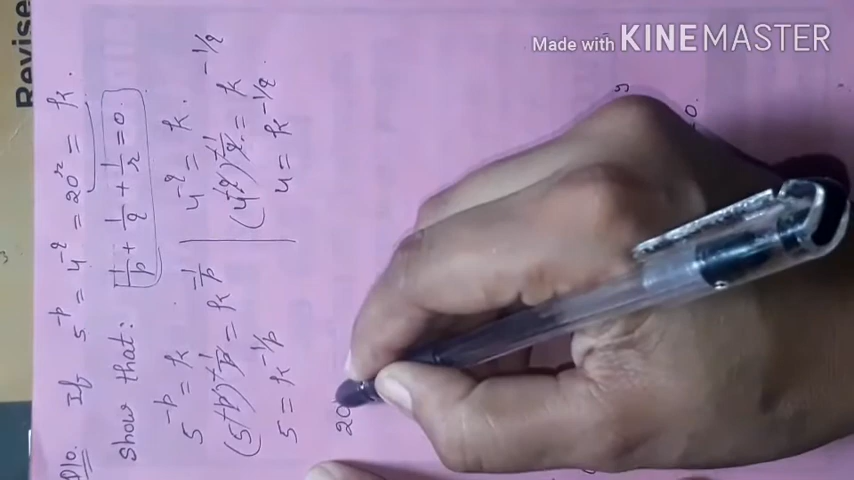 Made with KINEMASTER
Revise
If 5^-p = 4^-q = 20^r = k.
Show that: 1/p + 1/q + 1/r = 0.
5^-p = k
4^-q = k.
(5^-p)^-1/p = k^-1/p
(4^-q)^-1/q = k^-1/q
5 = k^-1/p
4 = k^-1/q.
20